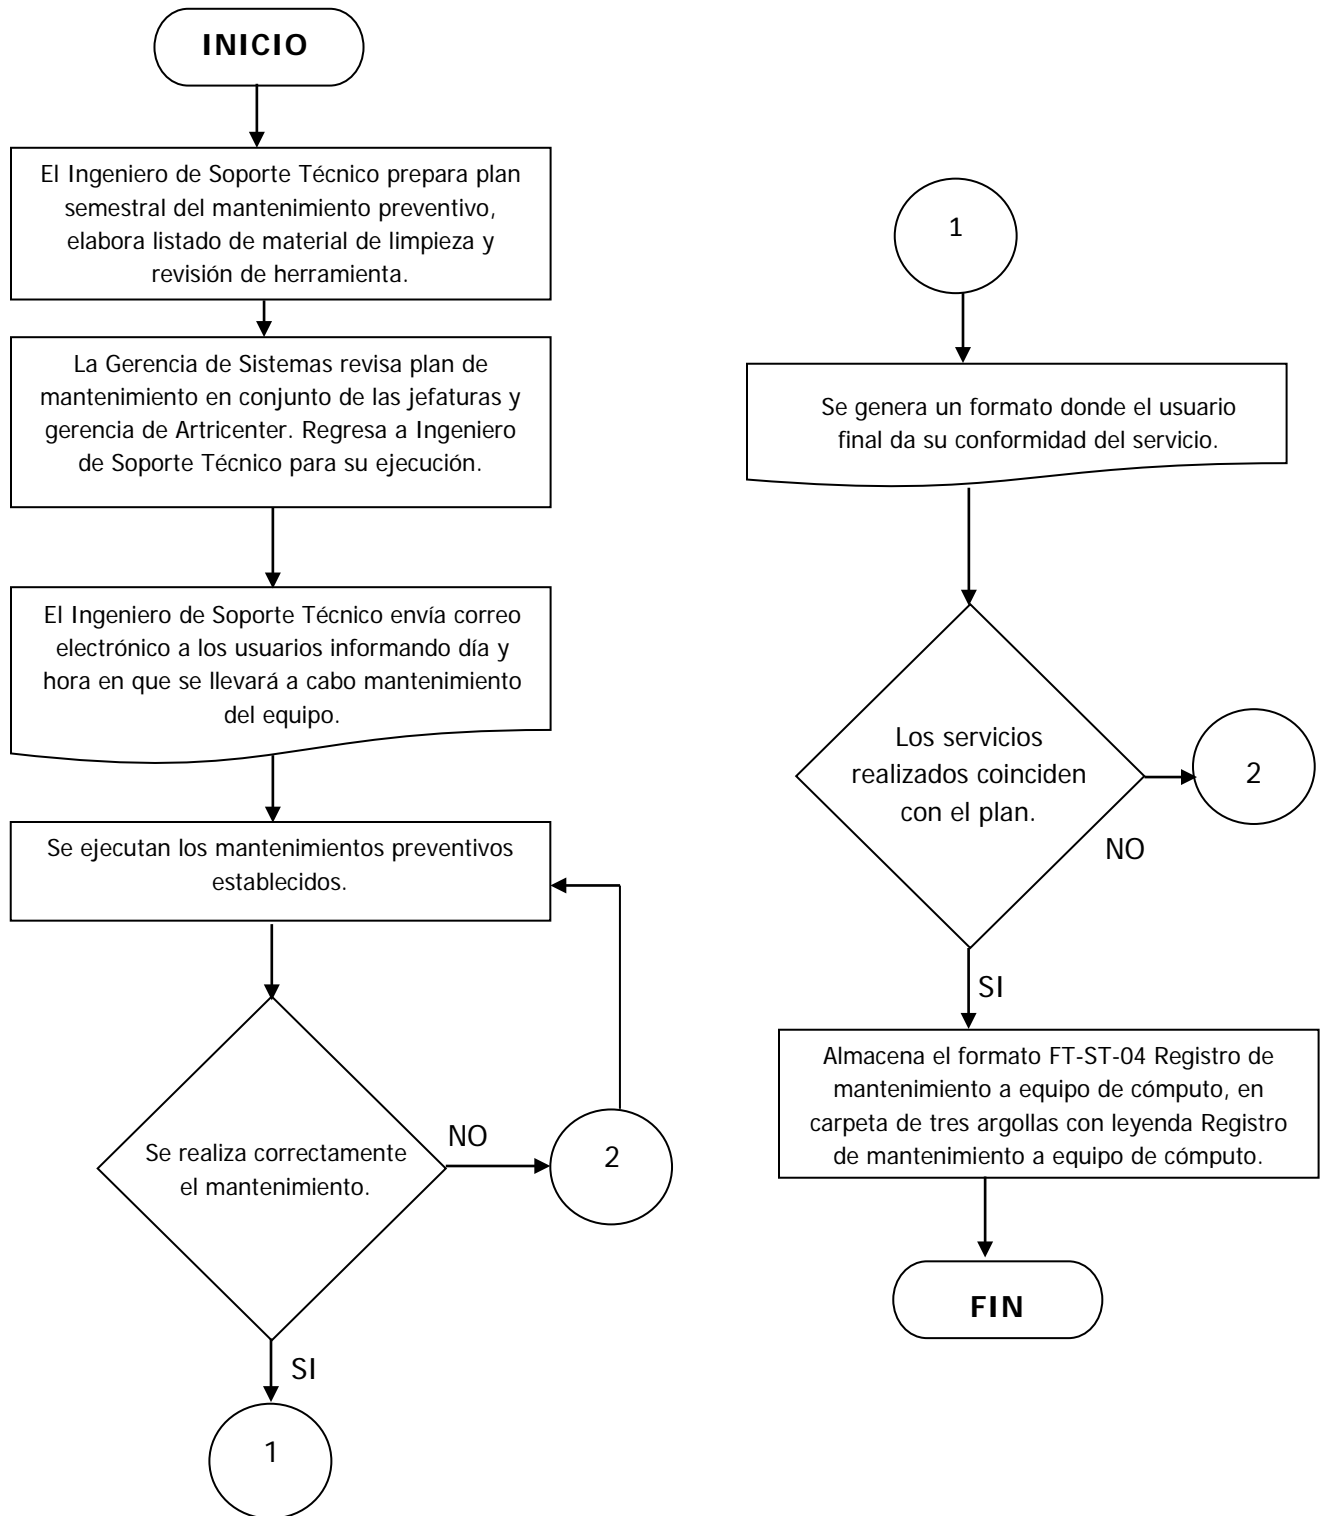 INICIO
El Ingeniero de Soporte Técnico prepara plan
semestral del mantenimiento preventivo,
elabora listado de material de limpieza y
revisión de herramienta.
La Gerencia de Sistemas revisa plan de
mantenimiento en conjunto de las jefaturas y
gerencia de Artricenter. Regresa a Ingeniero
de Soporte Técnico para su ejecución.
El Ingeniero de Soporte Técnico envía correo
electrónico a los usuarios informando día y
hora en que se llevará a cabo mantenimiento
del equipo.
Se ejecutan los mantenimientos preventivos
establecidos.
Se realiza correctamente
el mantenimiento.
NO
2
SI
1
1
Se genera un formato donde el usuario
final da su conformidad del servicio.
Los servicios
realizados coinciden
con el plan.
2
NO
SI
Almacena el formato FT-ST-04 Registro de
mantenimiento a equipo de cómputo, en
carpeta de tres argollas con leyenda Registro
de mantenimiento a equipo de cómputo.
FIN